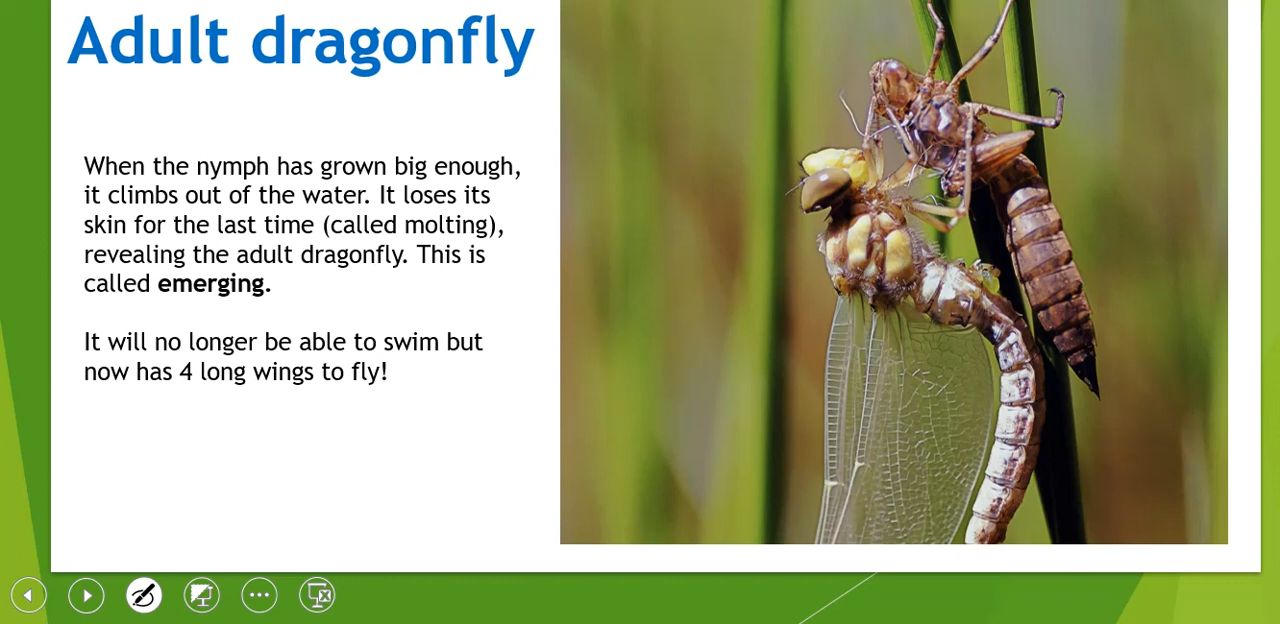 Adult dragonfly
When the nymph has grown big enough,
it climbs out of the water. It loses its
skin for the last time (called molting),
revealing the adult dragonfly. This is
called emerging.
It will no longer be able to swim but
now has 4 long wings to fly!